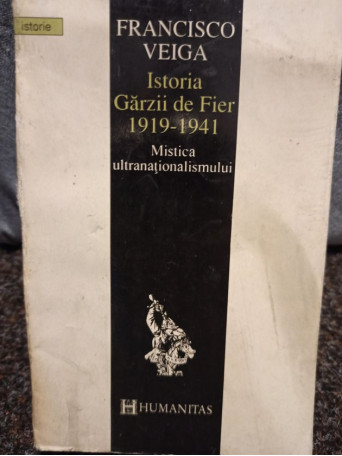 istorie
FRANCISCO
VEIGA
Istoria
Gărzii de Fier
1919-1941
Mistica
ultranaționalismului
HUMANITAS